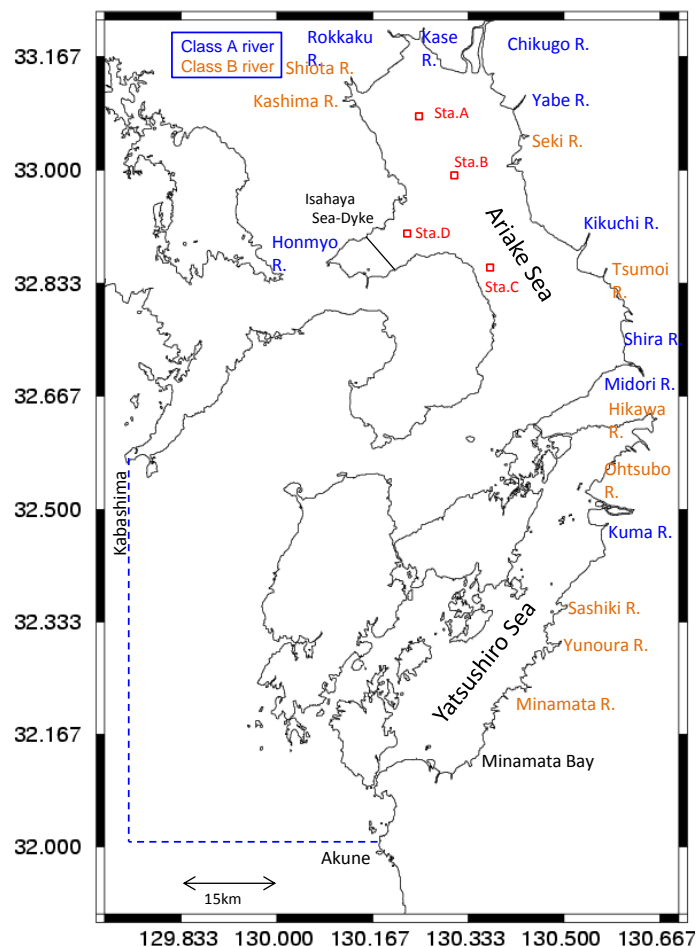 Rokkaku
R.
Kase
R.
Chikugo R.
33.167
Class A river
Class B river
Shiota R.
Kashima R.
Yabe R.
Sta.A
Seki R.
33.000
Sta.B
Isahaya
Sea-Dyke
Ariake Sea
Kikuchi R.
Honmyo
R.
Sta.D
Tsumoi
R.
32.833
Sta.C
Shira R.
32.667
Midori R.
Hikawa
R.
Kabashima
Ohtsubo
R.
32.500
Kuma R.
32.333
Sashiki R.
Yatsushiro Sea
Yunoura R.
32.167
Minamata R.
Minamata Bay
32.000
Akune
15km
129.833
130.000
130.167
130.333
130.500
130.667